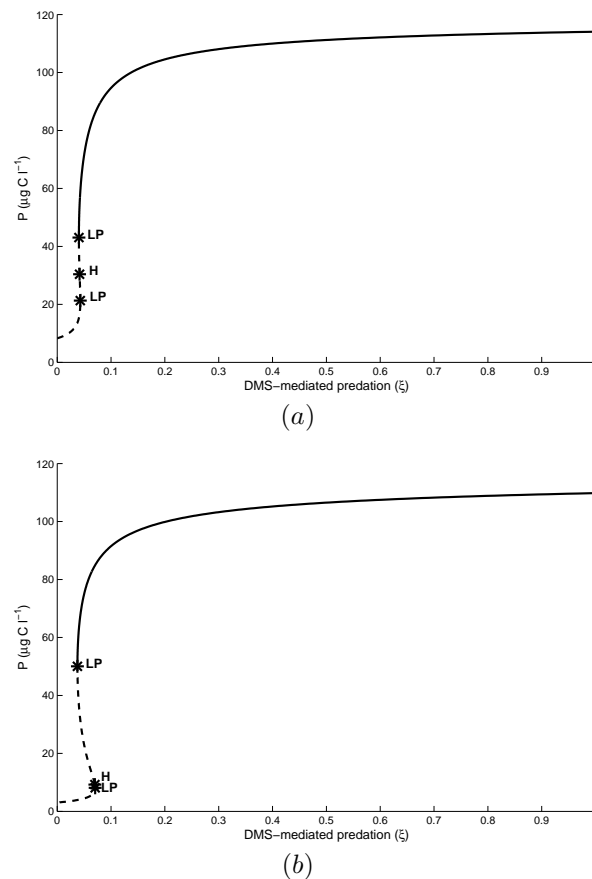 120
100
80
60
40
20
0
P (µg C l⁻¹)
LP
H
LP
0 0.1 0.2 0.3 0.4 0.5 0.6 0.7 0.8 0.9
DMS−mediated predation (ξ)
(a)
120
100
80
60
40
20
0
P (µg C l⁻¹)
LP
H
LP
0 0.1 0.2 0.3 0.4 0.5 0.6 0.7 0.8 0.9
DMS−mediated predation (ξ)
(b)